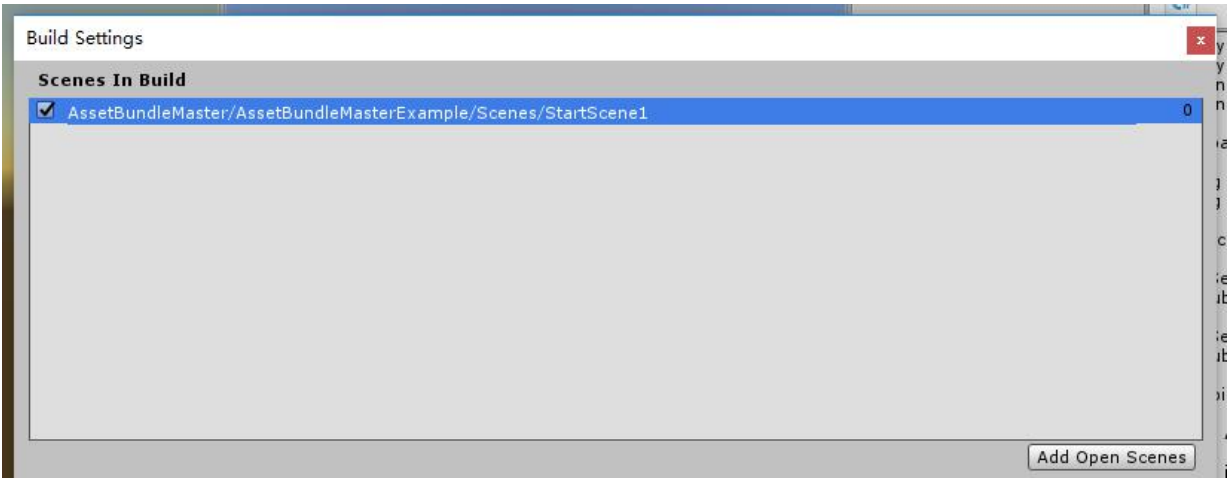 Build Settings
x
Scenes In Build
AssetBundleMaster/AssetBundleMasterExample/Scenes/StartScene1 0
Add Open Scenes